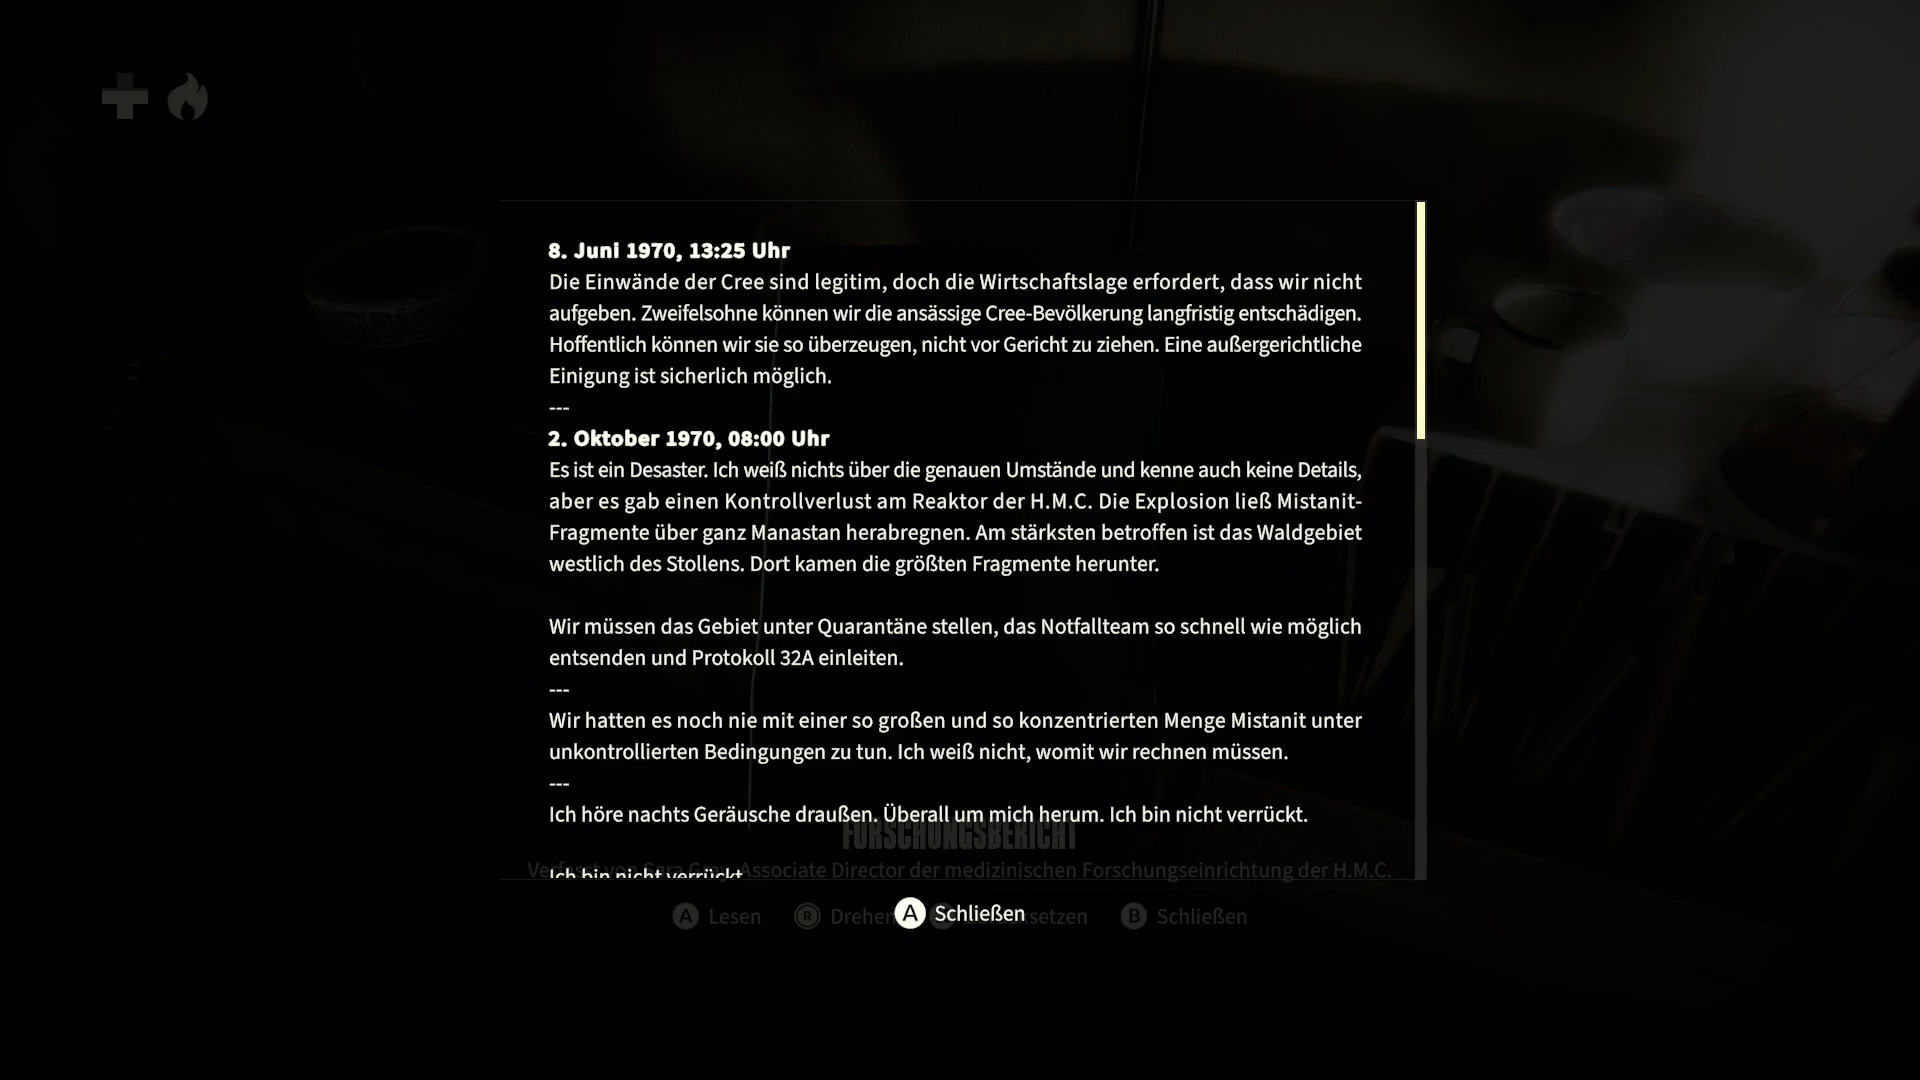 8. Juni 1970, 13:25 Uhr
Die Einwände der Cree sind legitim, doch die Wirtschaftslage erfordert, dass wir nicht
aufgeben. Zweifelsohne können wir die ansässige Cree-Bevölkerung langfristig entschädigen.
Hoffentlich können wir sie so überzeugen, nicht vor Gericht zu ziehen. Eine außergerichtliche
Einigung ist sicherlich möglich.
---
2. Oktober 1970, 08:00 Uhr
Es ist ein Desaster. Ich weiß nichts über die genauen Umstände und kenne auch keine Details,
aber es gab einen Kontrollverlust am Reaktor der H.M.C. Die Explosion ließ Mistanit-
Fragmente über ganz Manastan herabregnen. Am stärksten betroffen ist das Waldgebiet
westlich des Stollens. Dort kamen die größten Fragmente herunter.
Wir müssen das Gebiet unter Quarantäne stellen, das Notfallteam so schnell wie möglich
entsenden und Protokoll 32A einleiten.
---
Wir hatten es noch nie mit einer so großen und so konzentrierten Menge Mistanit unter
unkontrollierten Bedingungen zu tun. Ich weiß nicht, womit wir rechnen müssen.
---
Ich höre nachts Geräusche draußen. Überall um mich herum. Ich bin nicht verrückt.
FORSCHUNGSBERICHT
Verfasst von Sara Gray, Associate Director der medizinischen Forschungseinrichtung der H.M.C.
Ich bin nicht verrückt
A Schließen
A Lesen R Drehen B Schließen